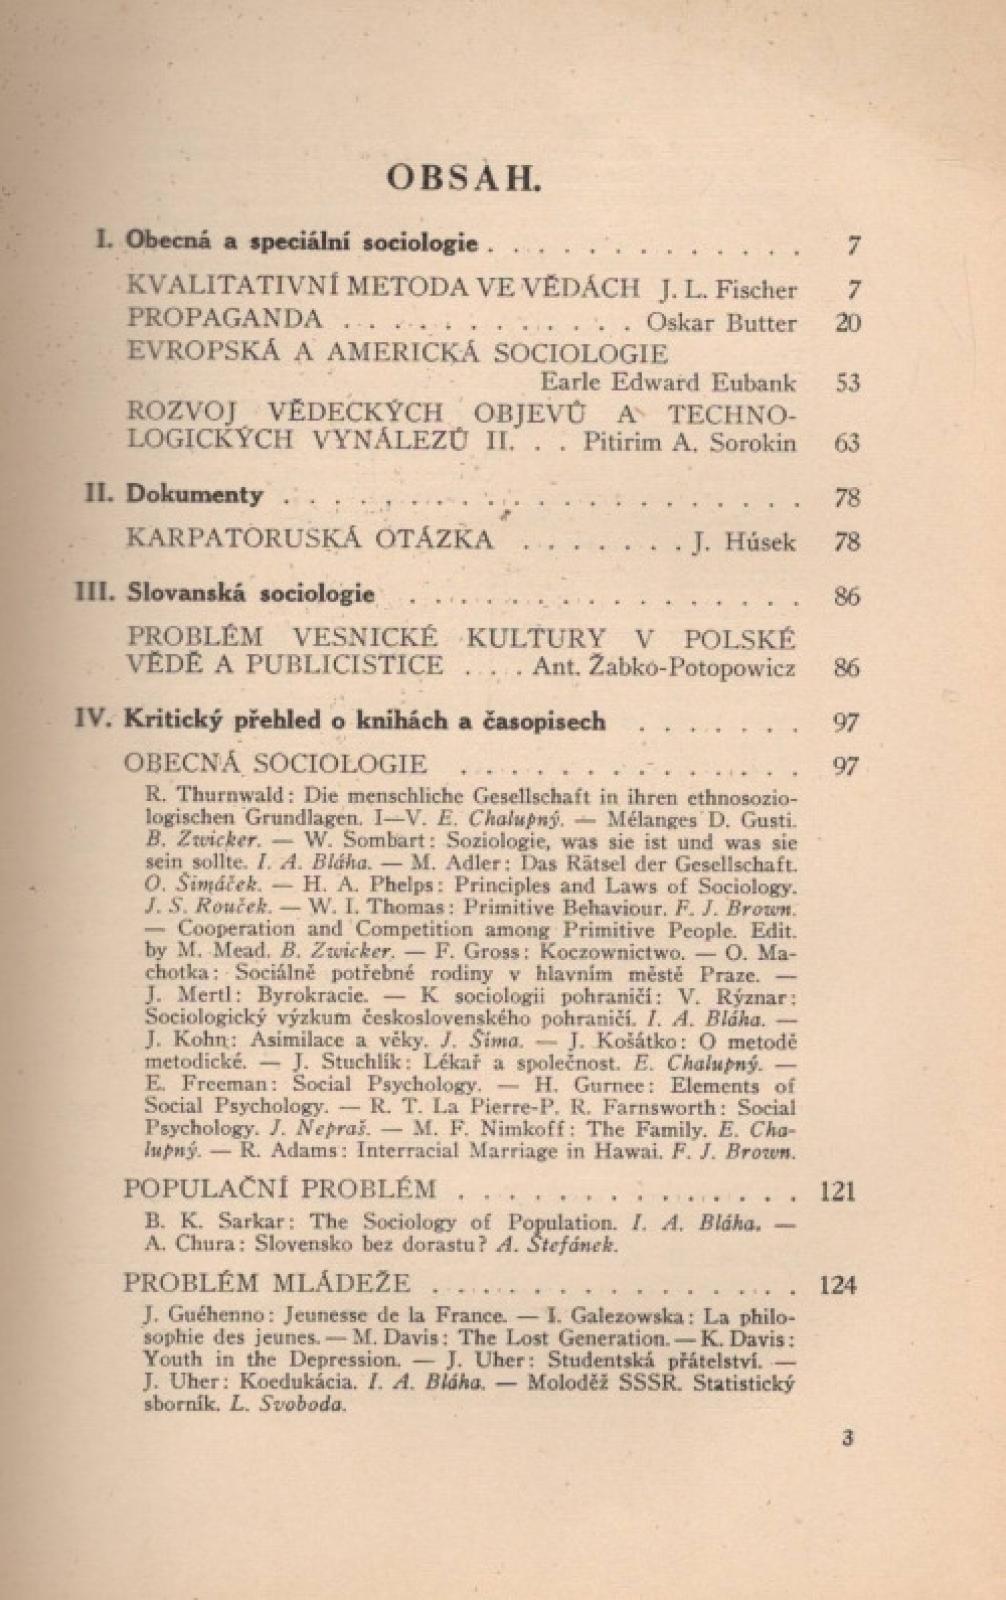 OBSAH.
I. Obecná a speciální sociologie . . . . . . . . . . . . . 7
KVALITATIVNÍ METODA VE VĚDÁCH J. L. Fischer 7
PROPAGANDA . . . . . . . . . . . . Oskar Butter 20
EVROPSKÁ A AMERICKÁ SOCIOLOGIE
Earle Edward Eubank 53
ROZVOJ VĚDECKÝCH OBJEVŮ A TECHNO-
LOGICKÝCH VYNÁLEZŮ II. . . Pitirim A. Sorokin 63
II. Dokumenty . . . . . . . . . . . . . . . . . . . . . 78
KARPATORUSKÁ OTÁZKA . . . . . . . J. Húsek 78
III. Slovanská sociologie . . . . . . . . . . . . . . . . 86
PROBLÉM VESNICKÉ KULTURY V POLSKÉ
VĚDĚ A PUBLICISTICE . . . . Ant. Žabko-Potopowicz 86
IV. Kritický přehled o knihách a časopisech . . . . . . . 97
OBECNÁ SOCIOLOGIE . . . . . . . . . . . . . . 97
R. Thurnwald: Die menschliche Gesellschaft in ihren ethnosozio-
logischen Grundlagen. I—V. E. Chalupný. — Mélanges D. Gusti.
B. Zwicker. — W. Sombart: Soziologie, was sie ist und was sie
sein sollte. I. A. Bláha. — M. Adler: Das Rätsel der Gesellschaft.
O. Šimáček. — H. A. Phelps: Principles and Laws of Sociology.
J. S. Rouček. — W. I. Thomas: Primitive Behaviour. F. J. Brown.
— Cooperation and Competition among Primitive People. Edit.
by M. Mead. B. Zwicker. — F. Gross: Koczownictwo. — O. Ma-
chotka: Sociálně potřebné rodiny v hlavním městě Praze. —
J. Mertl: Byrokracie. — K sociologii pohraničí: V. Rýznar:
Sociologický výzkum československého pohraničí. I. A. Bláha. —
J. Kohn: Asimilace a věky. J. Šíma. — J. Košátko: O metodě
metodické. — J. Stuchlík: Lékař a společnost. E. Chalupný. —
E. Freeman: Social Psychology. — H. Gurnee: Elements of
Social Psychology. — R. T. La Pierre-P. R. Farnsworth: Social
Psychology. J. Nepraš. — M. F. Nimkoff: The Family. E. Cha-
lupný. — R. Adams: Interracial Marriage in Hawai. F. J. Brown.
POPULAČNÍ PROBLÉM . . . . . . . . . . . . . . 121
B. K. Sarkar: The Sociology of Population. I. A. Bláha. —
A. Chura: Slovensko bez dorastu? A. Štefánek.
PROBLÉM MLÁDEŽE . . . . . . . . . . . . . . . 124
J. Guéhenno: Jeunesse de la France. — I. Galezowska: La philo-
sophie des jeunes. — M. Davis: The Lost Generation. — K. Davis:
Youth in the Depression. — J. Uher: Studentská přátelství. —
J. Uher: Koedukácia. I. A. Bláha. — Moloděž SSSR. Statistický
sborník. L. Svoboda.
3